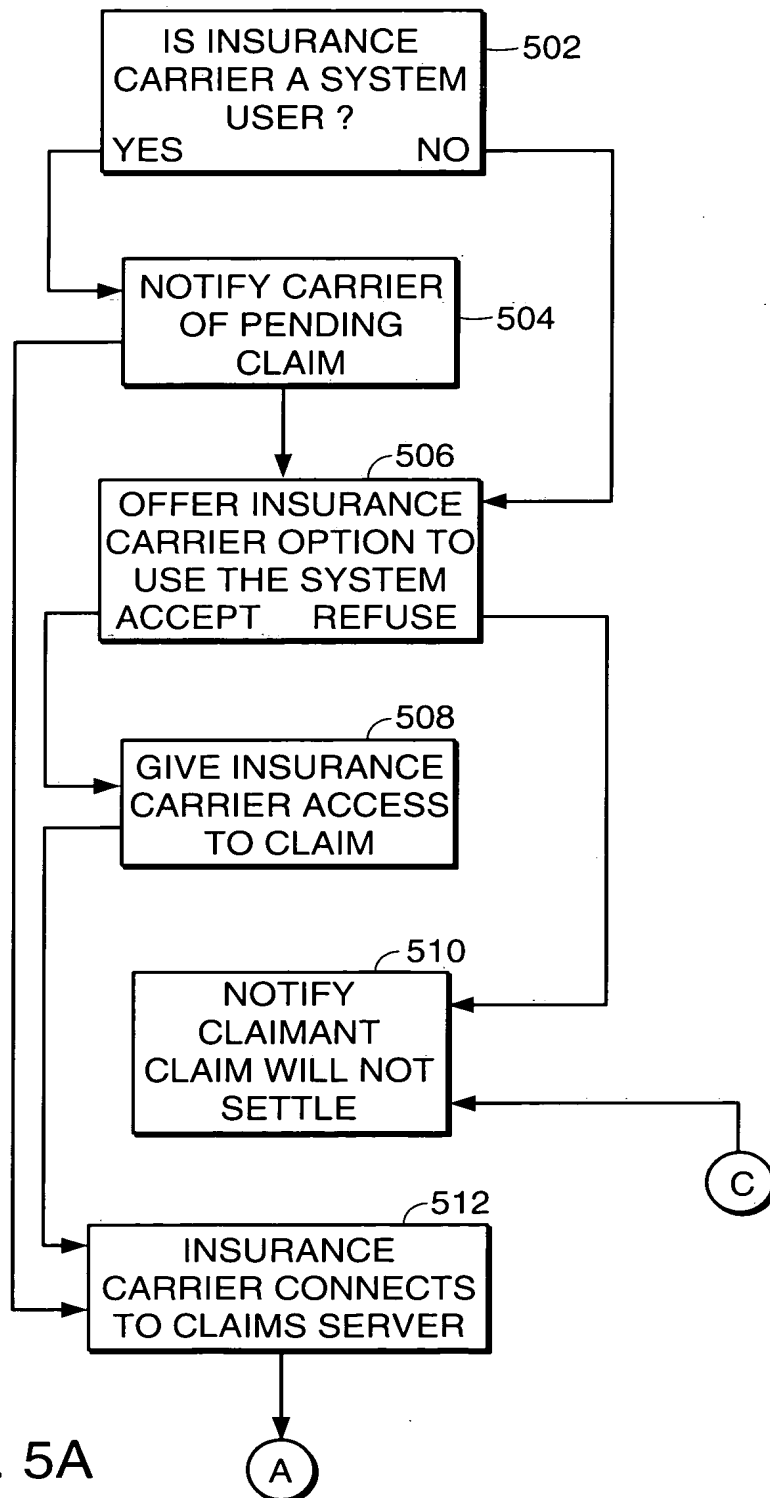 IS INSURANCE
CARRIER A SYSTEM
USER ?
YES NO
502
NOTIFY CARRIER
OF PENDING
CLAIM
504
506
OFFER INSURANCE
CARRIER OPTION TO
USE THE SYSTEM
ACCEPT REFUSE
508
GIVE INSURANCE
CARRIER ACCESS
TO CLAIM
510
NOTIFY
CLAIMANT
CLAIM WILL NOT
SETTLE
C
512
INSURANCE
CARRIER CONNECTS
TO CLAIMS SERVER
. 5A
A